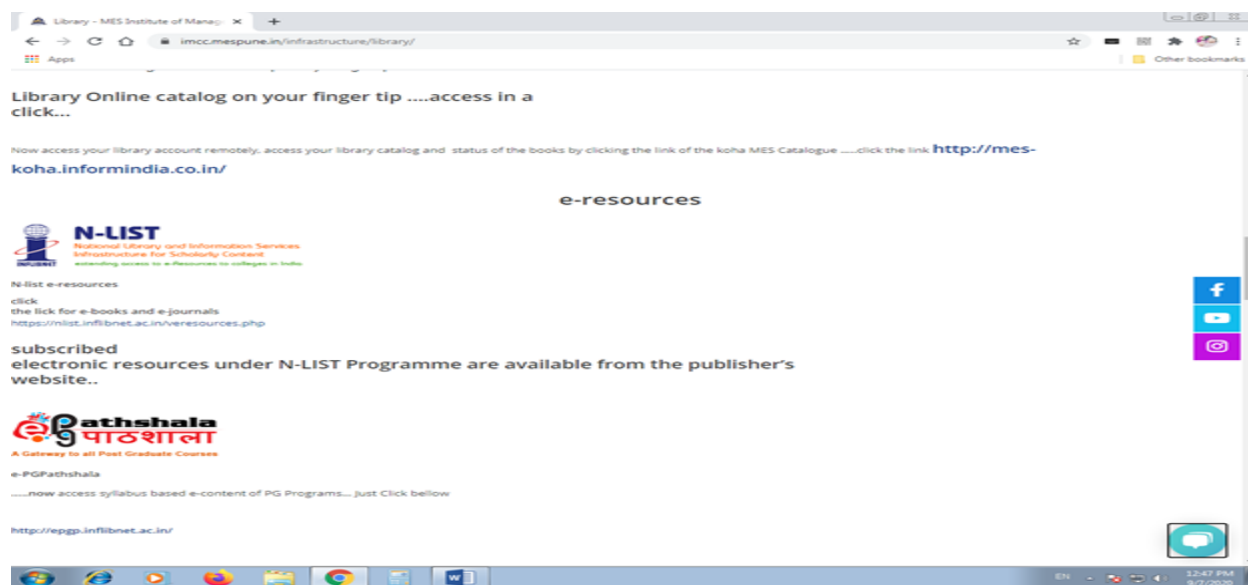 Library - MES Institute of Manag
imcc.mespune.in/infrastructure/library/
Apps
Other bookmarks
Library Online catalog on your finger tip ....access in a
click...
Now access your library account remotely, access your library catalog and status of the books by clicking the link of the koha MES Catalogue .....click the link http://mes-
koha.informindia.co.in/
e-resources
N-LIST
National Library and Information Services
Infrastructure For Scholarly Content
extending access to e-Resources to colleges in India
INFLIBNET
N-list e-resources
click
the lick for e-books and e-journals
https://nlist.inflibnet.ac.in/veresources.php
subscribed
electronic resources under N-LIST Programme are available from the publisher's
website..
ePG athshala
पाठशाला
A Gateway to all Post Graduate Courses
e-PGPathshala
.....now access syllabus based e-content of PG Programs... Just Click bellow
http://epgp.inflibnet.ac.in/
EN
12:47 PM
9/7/2020